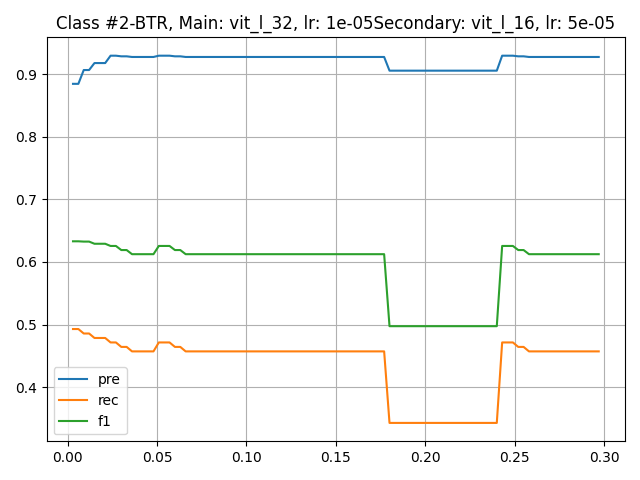 Class #2-BTR, Main: vit_l_32, lr: 1e-05Secondary: vit_l_16, lr: 5e-05
0.9
0.8
0.7
0.6
0.5
0.4
pre
rec
f1
0.00 0.05 0.10 0.15 0.20 0.25 0.30